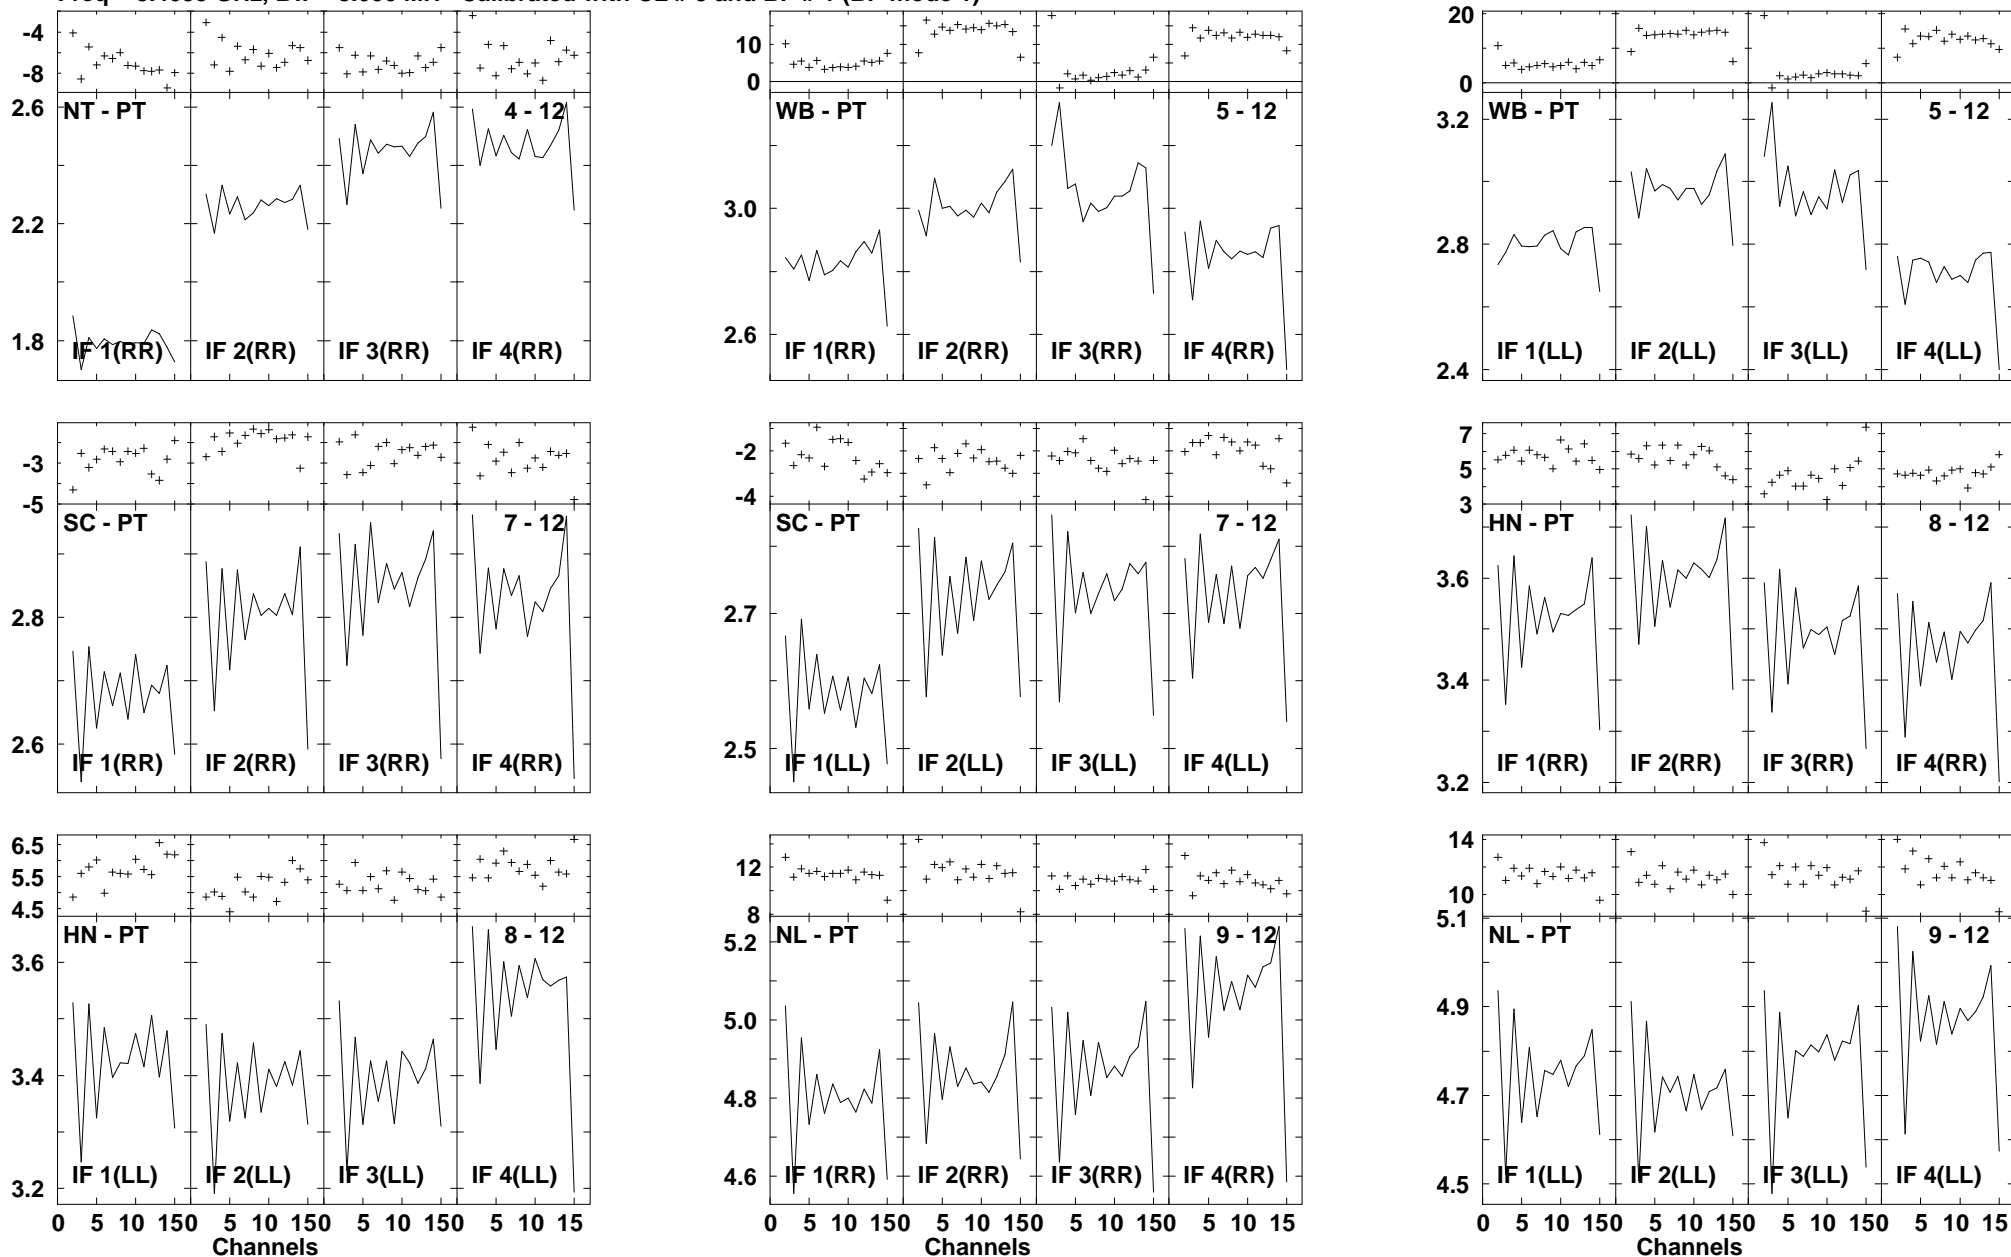 -4
-8
NT - PT 4 - 12
2.6
2.2
1.8
IF 1(RR) IF 2(RR) IF 3(RR) IF 4(RR)
10
0
WB - PT 5 - 12
3.0
2.6
IF 1(RR) IF 2(RR) IF 3(RR) IF 4(RR)
20
0
WB - PT 5 - 12
3.2
2.8
2.4
IF 1(LL) IF 2(LL) IF 3(LL) IF 4(LL)
-3
-5
SC - PT 7 - 12
2.8
2.6
IF 1(RR) IF 2(RR) IF 3(RR) IF 4(RR)
-2
-4
SC - PT 7 - 12
2.7
2.5
IF 1(LL) IF 2(LL) IF 3(LL) IF 4(LL)
7
5
3
HN - PT 8 - 12
3.6
3.4
3.2
IF 1(RR) IF 2(RR) IF 3(RR) IF 4(RR)
6.5
5.5
4.5
HN - PT 8 - 12
3.6
3.4
3.2
IF 1(LL) IF 2(LL) IF 3(LL) IF 4(LL)
0 5 10 150 5 10 150 5 10 150 5 10 15
Channels
12
8
NL - PT 9 - 12
5.2
5.0
4.8
4.6
IF 1(RR) IF 2(RR) IF 3(RR) IF 4(RR)
0 5 10 150 5 10 150 5 10 150 5 10 15
Channels
14
10
NL - PT 9 - 12
5.1
4.9
4.7
4.5
IF 1(LL) IF 2(LL) IF 3(LL) IF 4(LL)
0 5 10 150 5 10 150 5 10 150 5 10 15
Channels